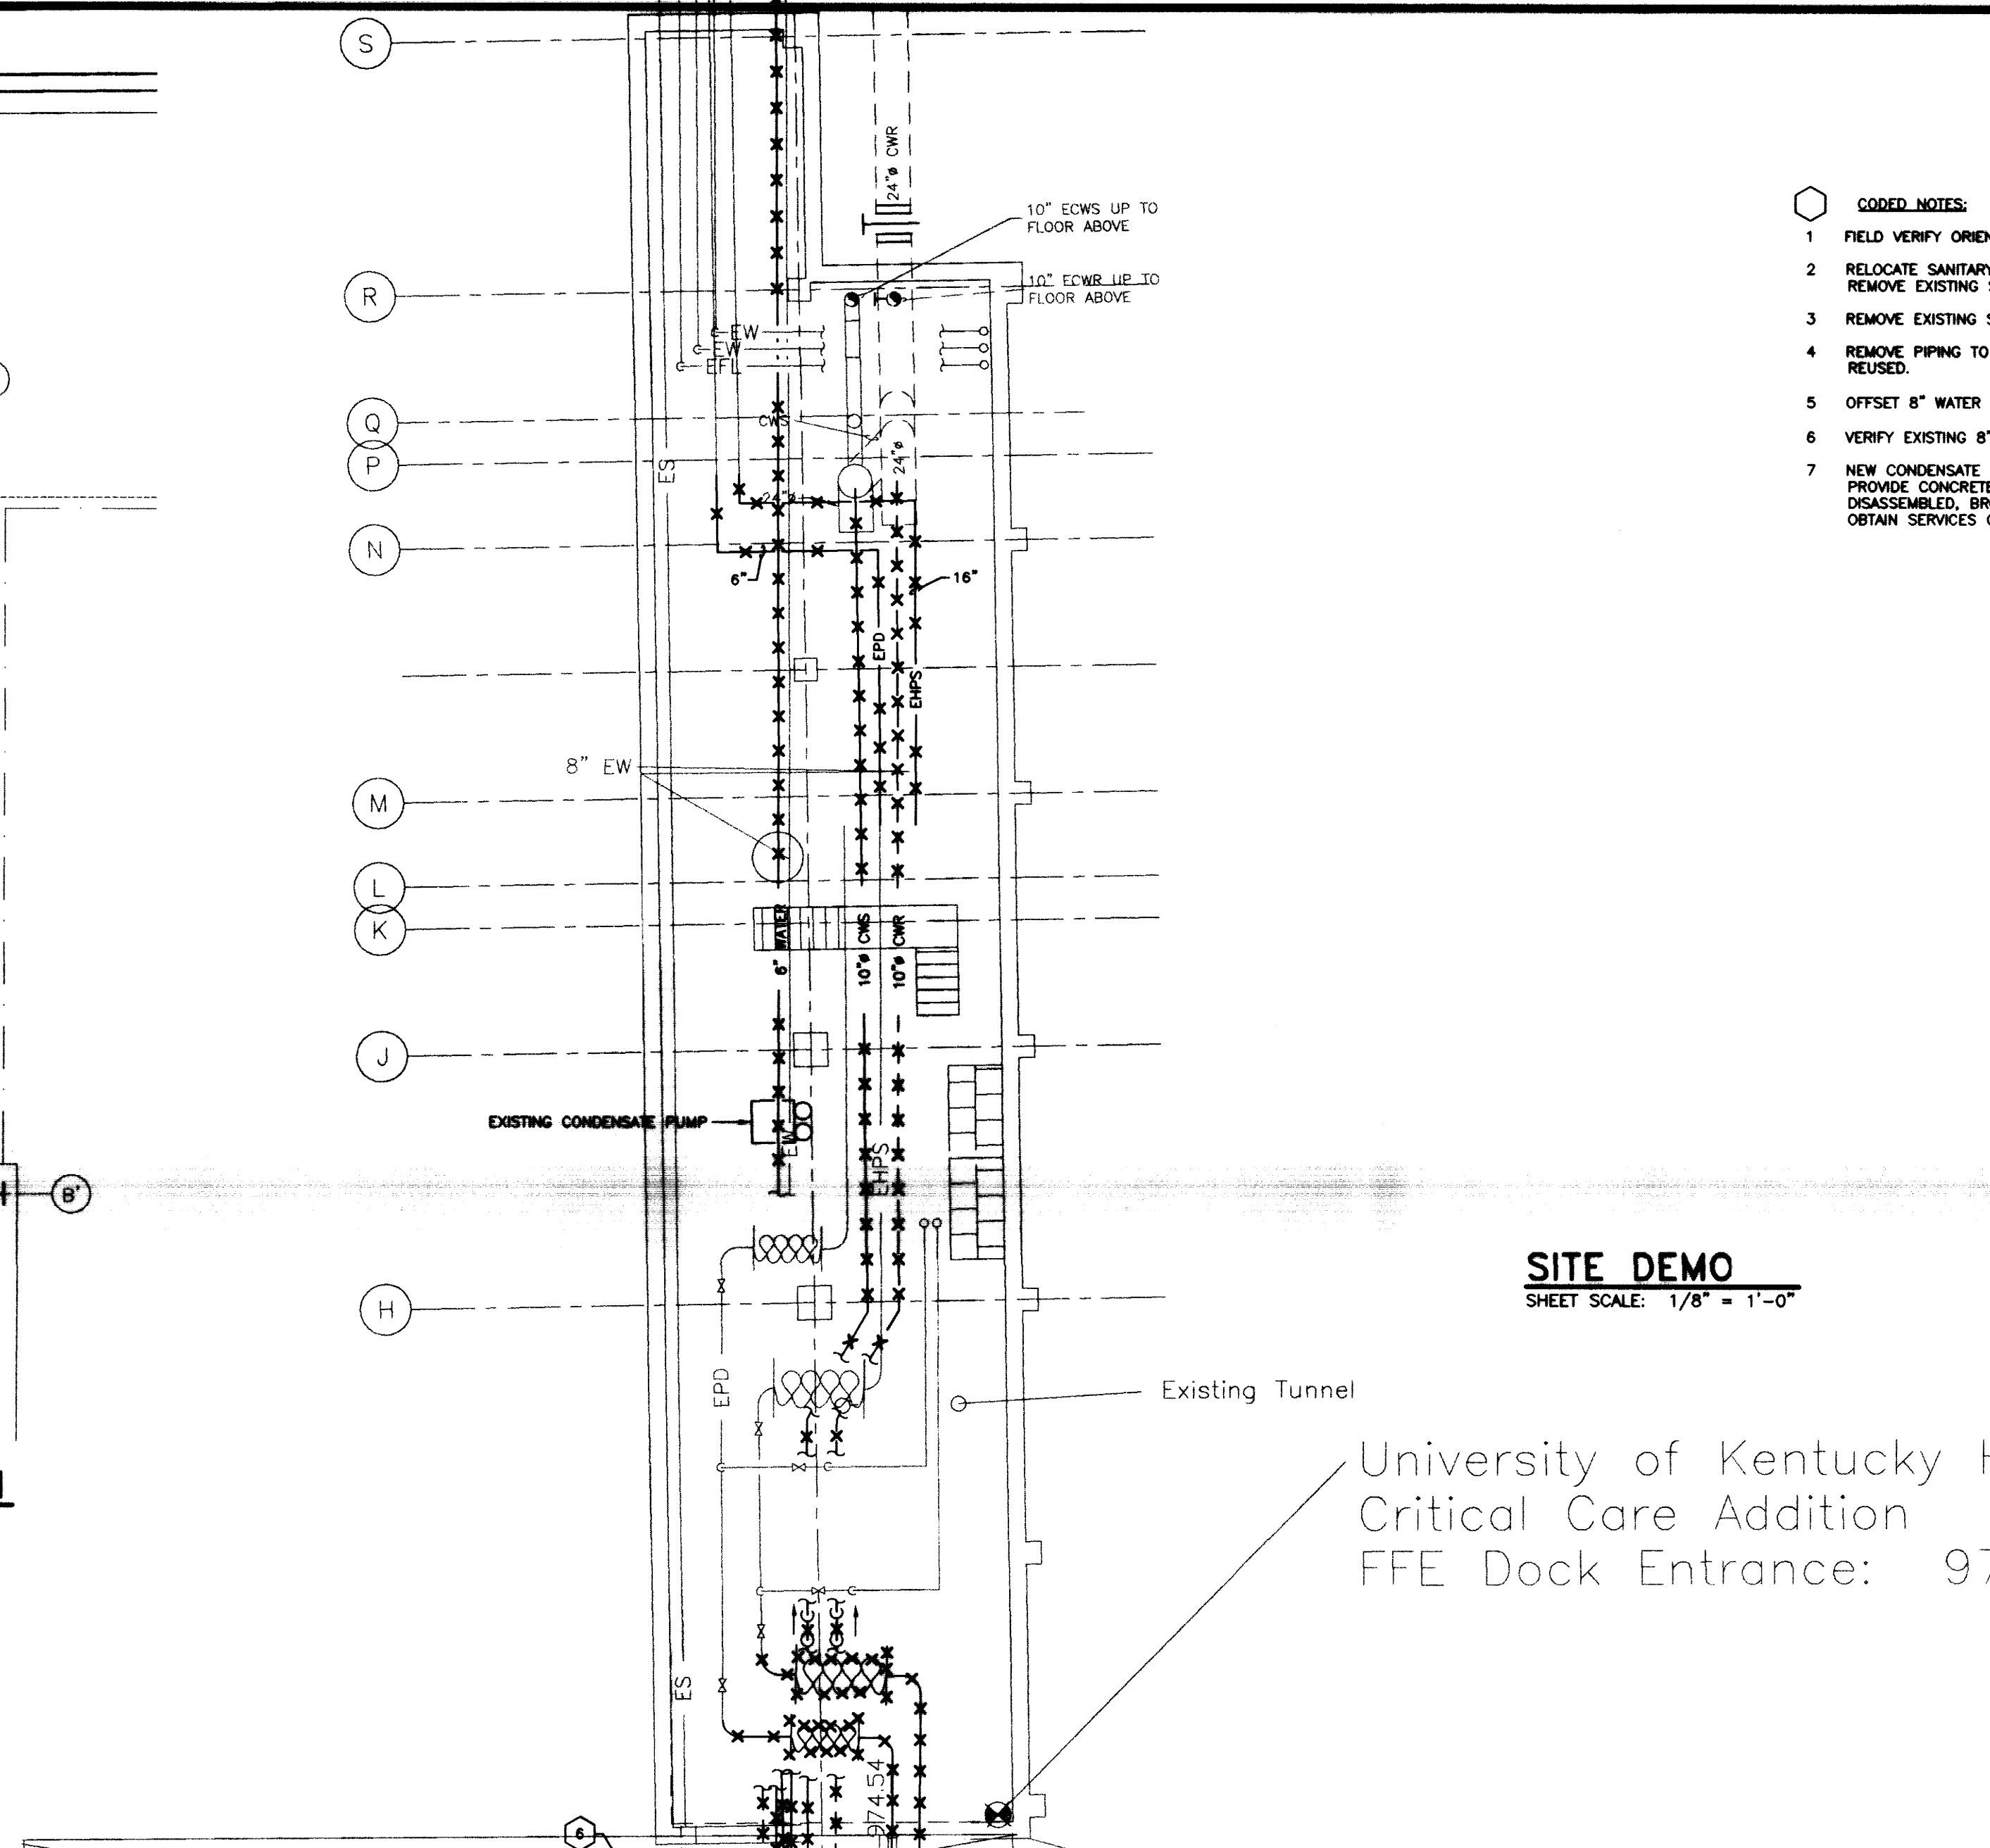 S
24"ø CWR
10" ECWS UP TO
FLOOR ABOVE
R
10" ECWR UP TO
FLOOR ABOVE
EW
EW
EFL
Q
CWS
P
ES
24"ø
24"ø
N
6"
16"
EPD
EHPS
8" EW
M
L
K
6" WATER
10"ø CWS
10"ø CWR
J
EXISTING CONDENSATE PUMP
EW
EHPS
B'
H
EPD
Existing Tunnel
ES
974.54
6
CODED NOTES:
1 FIELD VERIFY
2 RELOCATE SANITARY
REMOVE EXISTING
3 REMOVE EXISTING
4 REMOVE PIPING TO
REUSED.
5 OFFSET 8" WATER
6 VERIFY EXISTING 8"
7 NEW CONDENSATE
PROVIDE CONCRETE
DISASSEMBLED,
OBTAIN SERVICES
SITE DEMO
SHEET SCALE: 1/8" = 1'-0"
University of Kentucky
Critical Care Addition
FFE Dock Entrance: 97